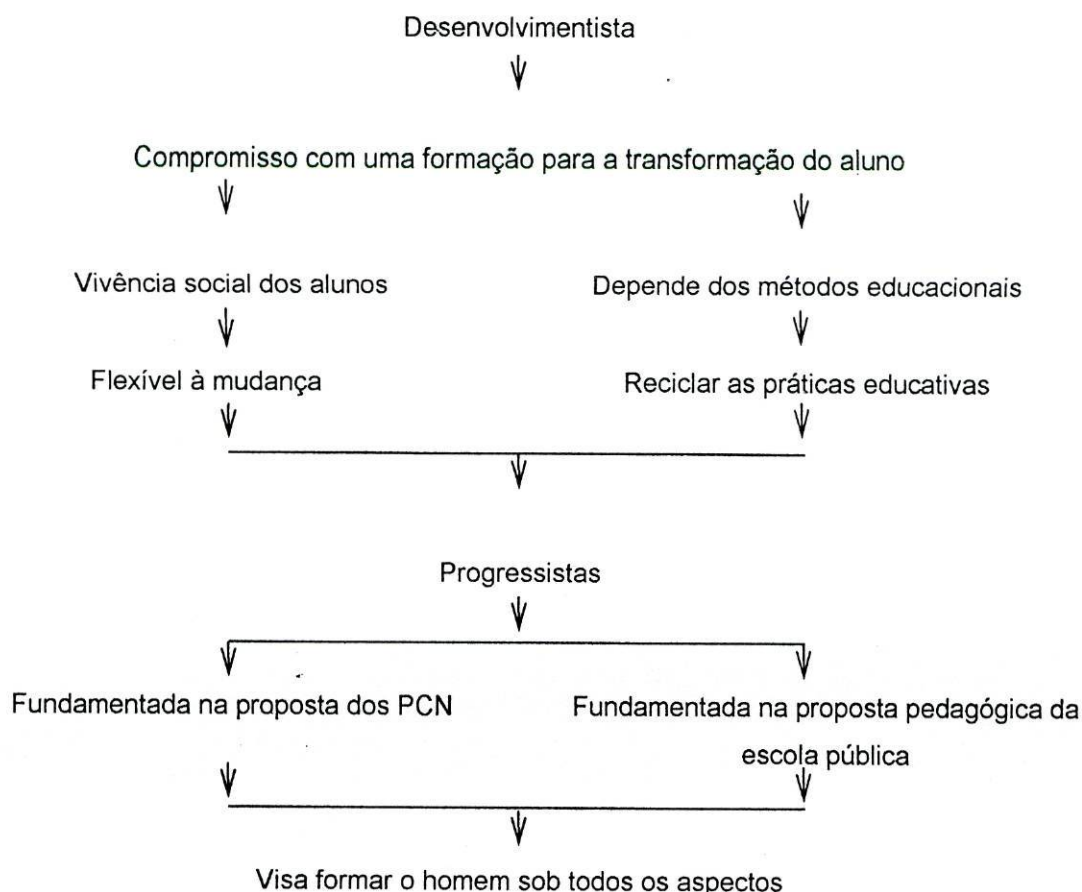 Desenvolvimentista
Compromisso com uma formação para a transformação do aluno
Vivência social dos alunos
Depende dos métodos educacionais
Flexível à mudança
Reciclar as práticas educativas
Progressistas
Fundamentada na proposta dos PCN
Fundamentada na proposta pedagógica da
escola pública
Visa formar o homem sob todos os aspectos